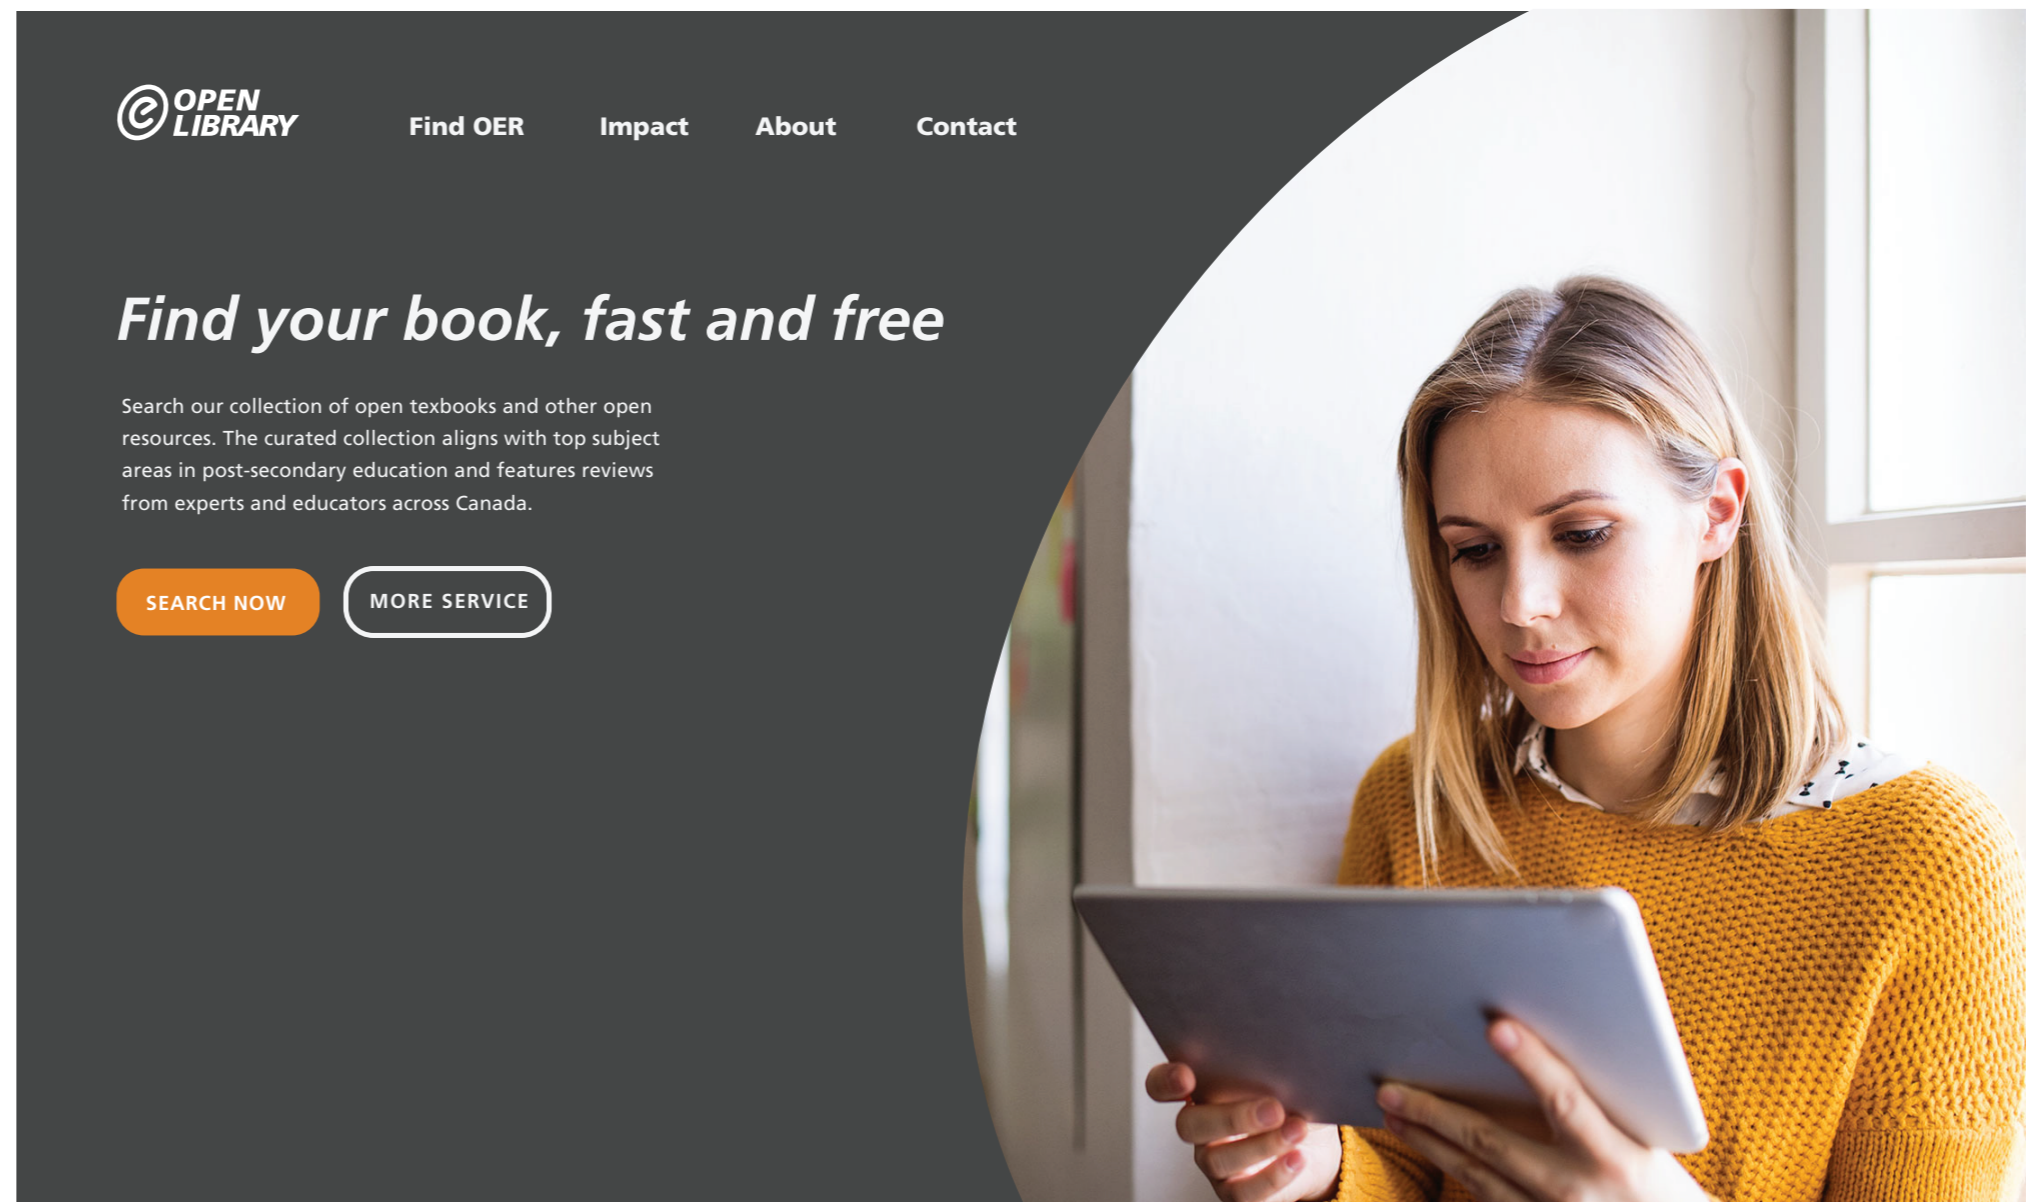 OPEN
LIBRARY
Find OER Impact About Contact
Find your book, fast and free
Search our collection of open texbooks and other open
resources. The curated collection aligns with top subject
areas in post-secondary education and features reviews
from experts and educators across Canada.
SEARCH NOW MORE SERVICE